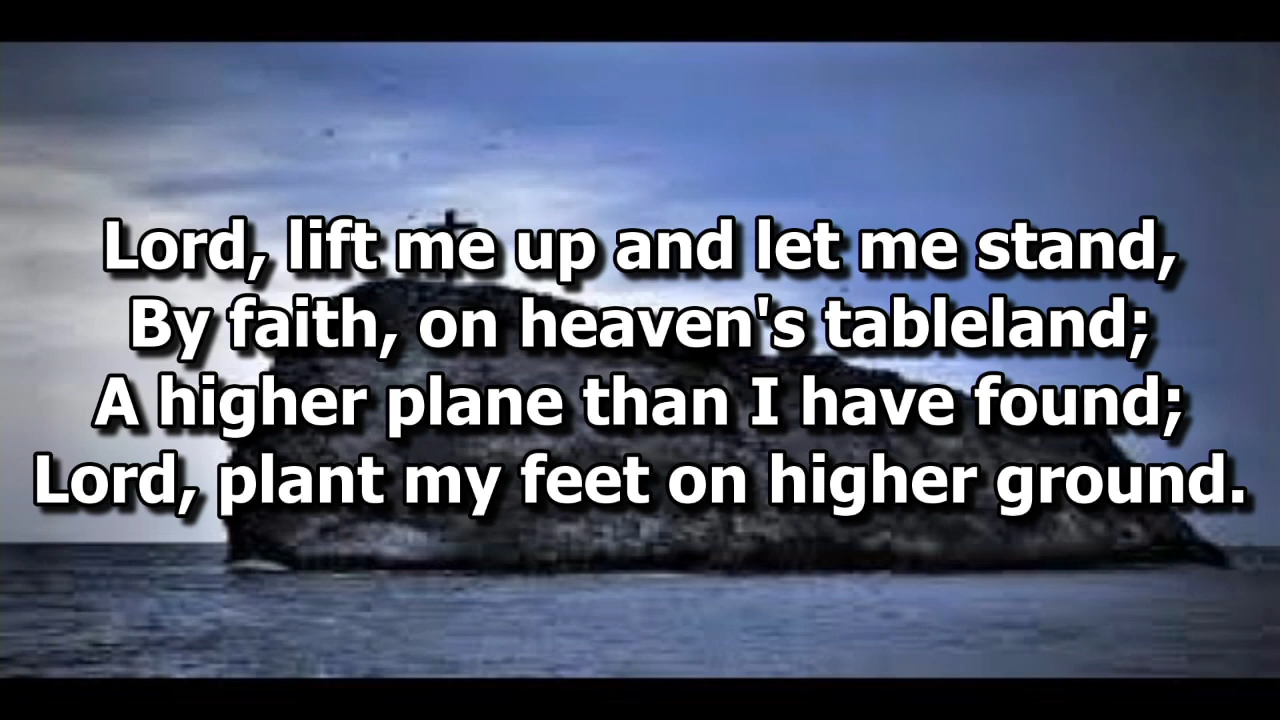 Lord, lift me up and let me stand,
By faith, on heaven's tableland;
A higher plane than I have found;
Lord, plant my feet on higher ground.